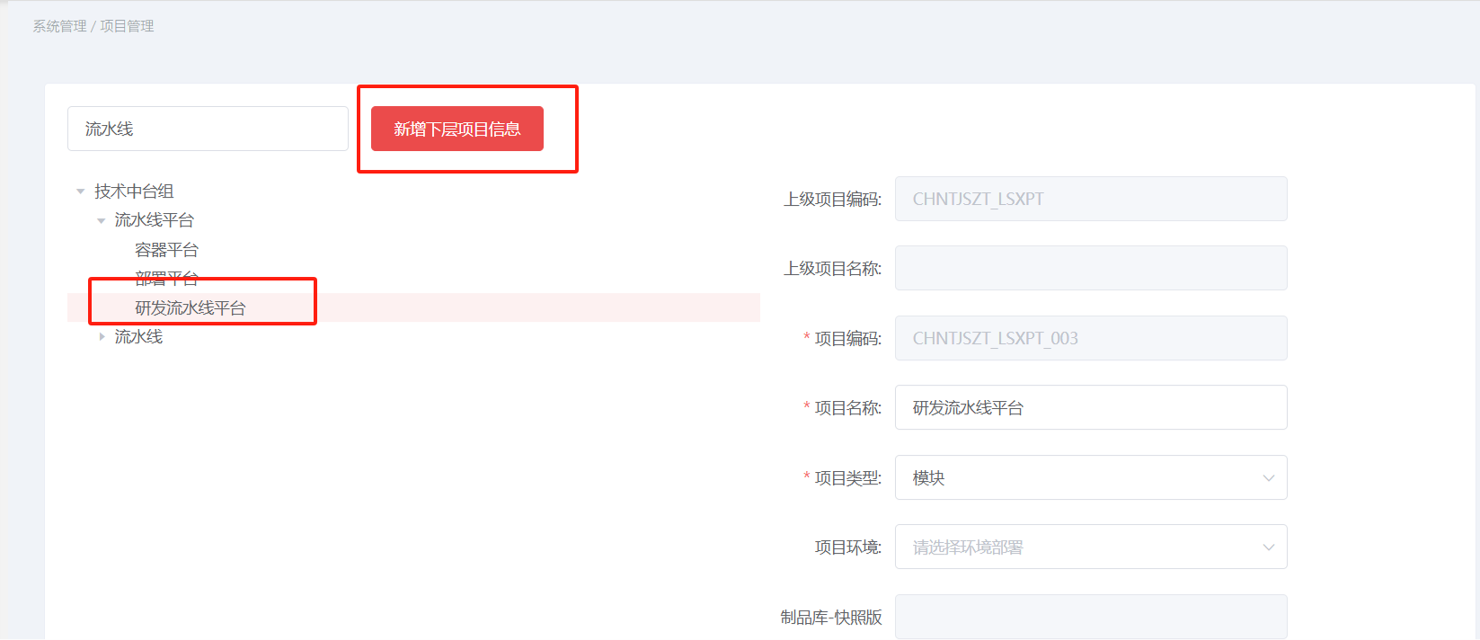 系统管理 / 项目管理
流水线
新增下层项目信息
技术中台组
流水线平台
容器平台
部署平台
研发流水线平台
流水线
上级项目编码: CHNTJSZT_LSXPT
上级项目名称:
* 项目编码: CHNTJSZT_LSXPT_003
* 项目名称: 研发流水线平台
* 项目类型: 模块
项目环境: 请选择环境部署
制品库-快照版